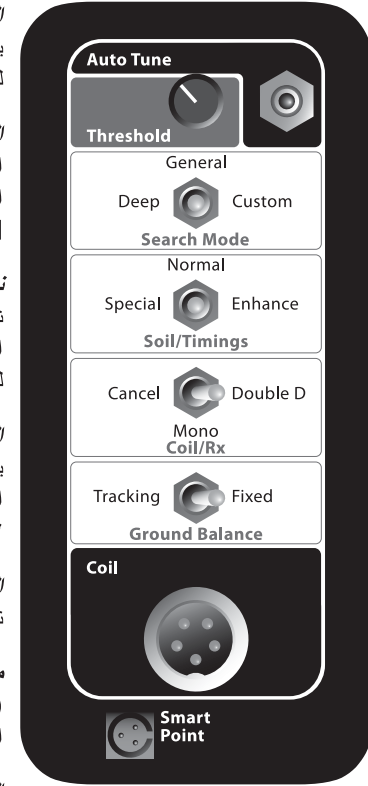 Auto Tune
Threshold
General
Deep Custom
Search Mode
Normal
Special Enhance
Soil/Timings
Cancel Double D
Mono
Coil/Rx
Tracking Fixed
Ground Balance
Coil
Smart
Point